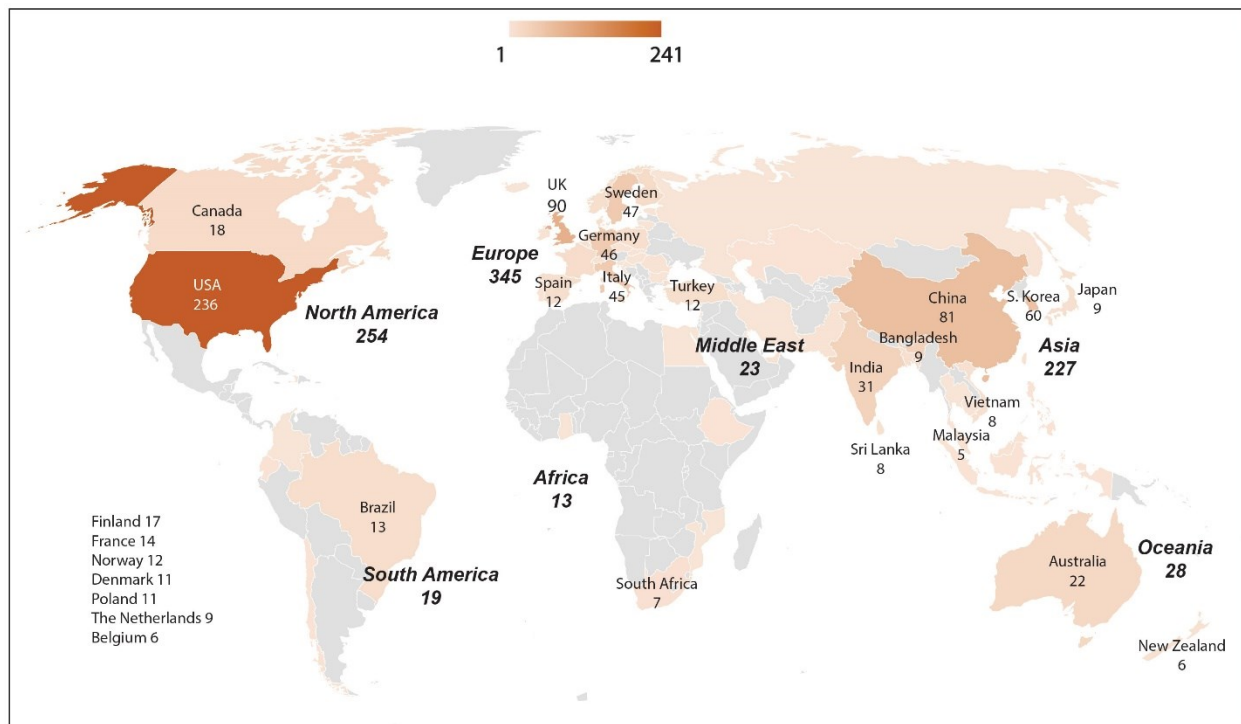 1
241
UK
90
Sweden
47
Canada
18
Germany
46
Europe
345
Italy
45
Spain
12
Turkey
12
USA
236
North America
254
China
81
S. Korea
60
Japan
9
Bangladesh
9
Middle East
23
Asia
227
India
31
Vietnam
8
Malaysia
5
Sri Lanka
8
Africa
13
Brazil
13
Finland 17
France 14
Norway 12
Denmark 11
Poland 11
The Netherlands 9
Belgium 6
South America
19
South Africa
7
Oceania
28
Australia
22
New Zealand
6